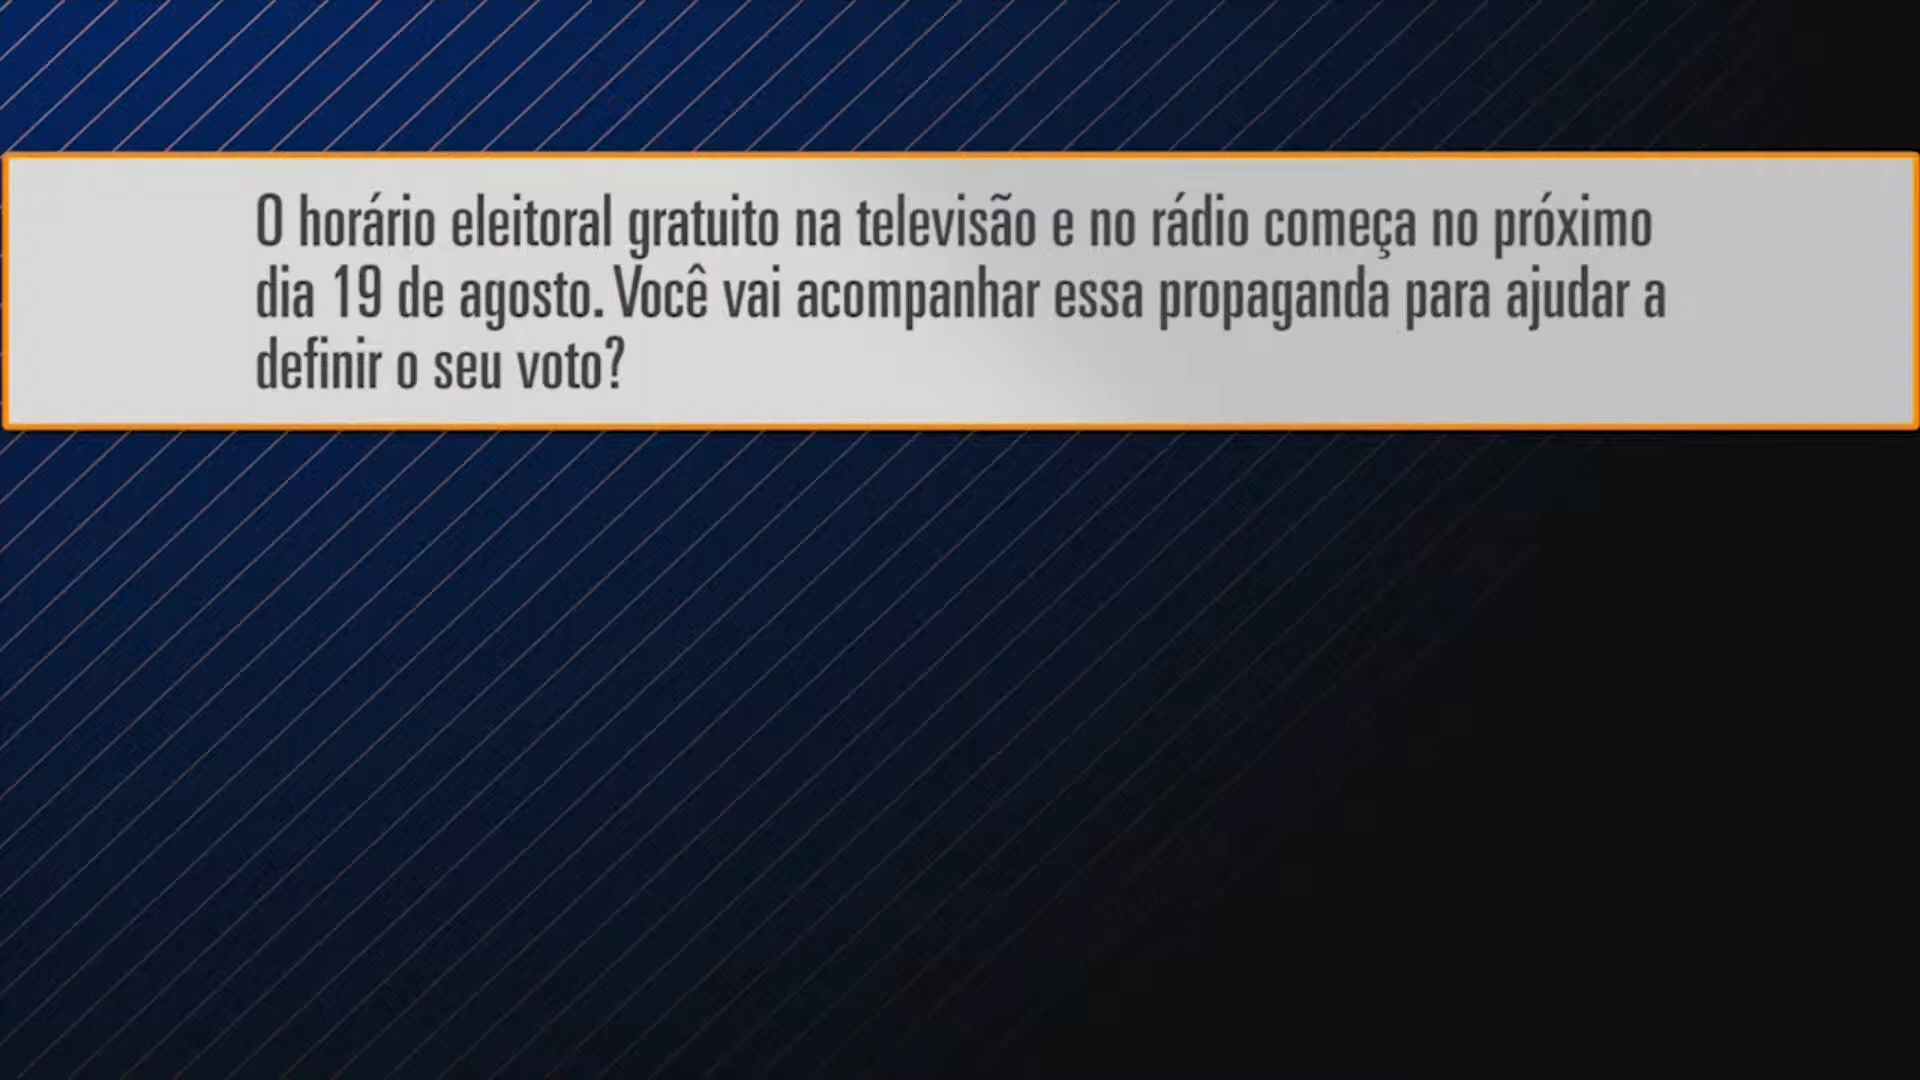 O horário eleitoral gratuito na televisão e no rádio começa no próximo
dia 19 de agosto. Você vai acompanhar essa propaganda para ajudar a
definir o seu voto?